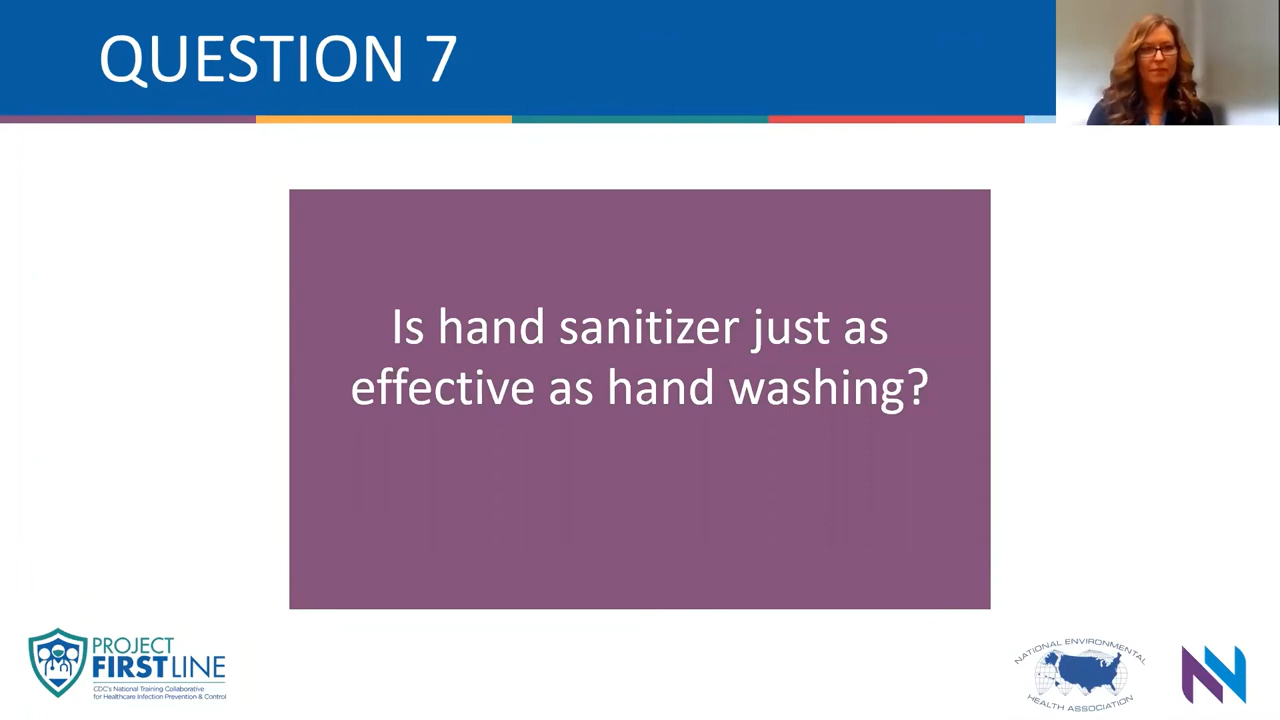 QUESTION 7
Is hand sanitizer just as
effective as hand washing?
PROJECT
FIRSTLINE
CDC's National Training Collaborative
for Healthcare Infection Prevention & Control
NATIONAL ENVIRONMENTAL
HEALTH ASSOCIATION